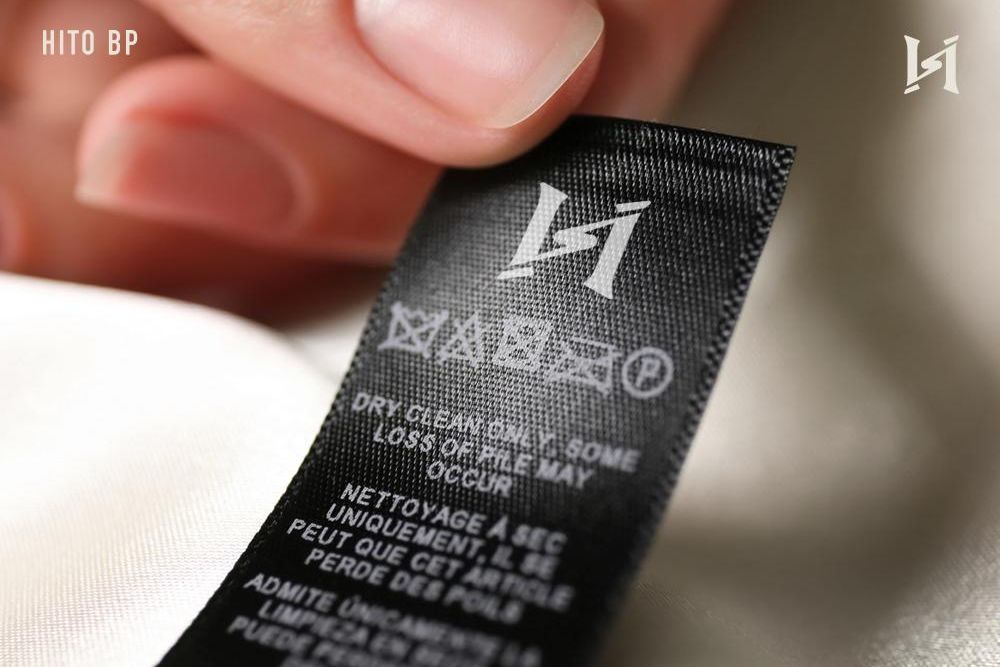 HITO BP
P
DRY CLEAN ONLY. SOME
LOSS OF PILE MAY
OCCUR
NETTOYAGE À SEC
UNIQUEMENT, IL SE
PEUT QUE CET ARTICLE
PERDE DES POILS
ADMITE ÚNICAMENTE LA
LIMPIEZA EN
PUEDE